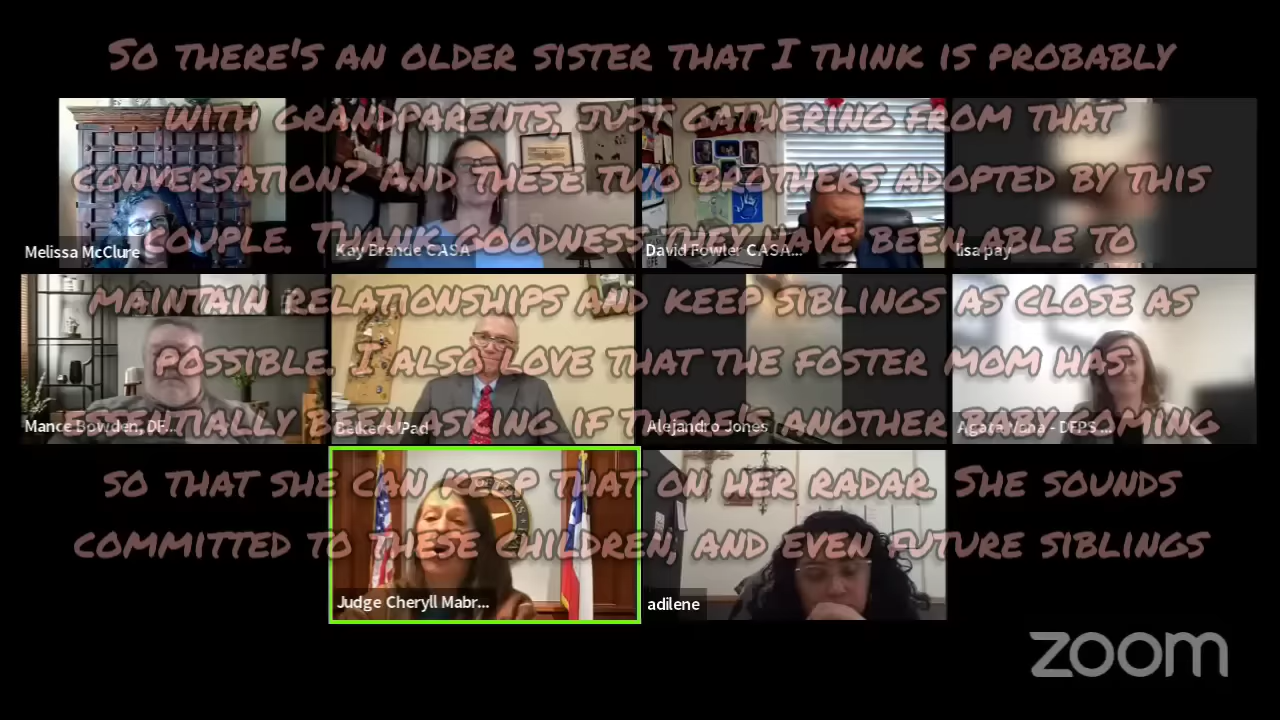 So there's an older sister that I think is probably
with grandparents, just gathering from that
conversation? And these two brothers adopted by this
couple. Thank goodness they have been able to
maintain relationships and keep siblings as close as
possible. I also love that the foster mom has
essentially been asking if there's another baby coming
so that she can keep that on her radar. She sounds
committed to these children, and even future siblings
Melissa McClure
Kay Brande CASA
David Fowler CASA...
lisa pay
Mance Bowden, DF...
iPad
Alejandro Jones
Agata - DFPS ...
Judge Cheryll Mabr...
adilene
zoom